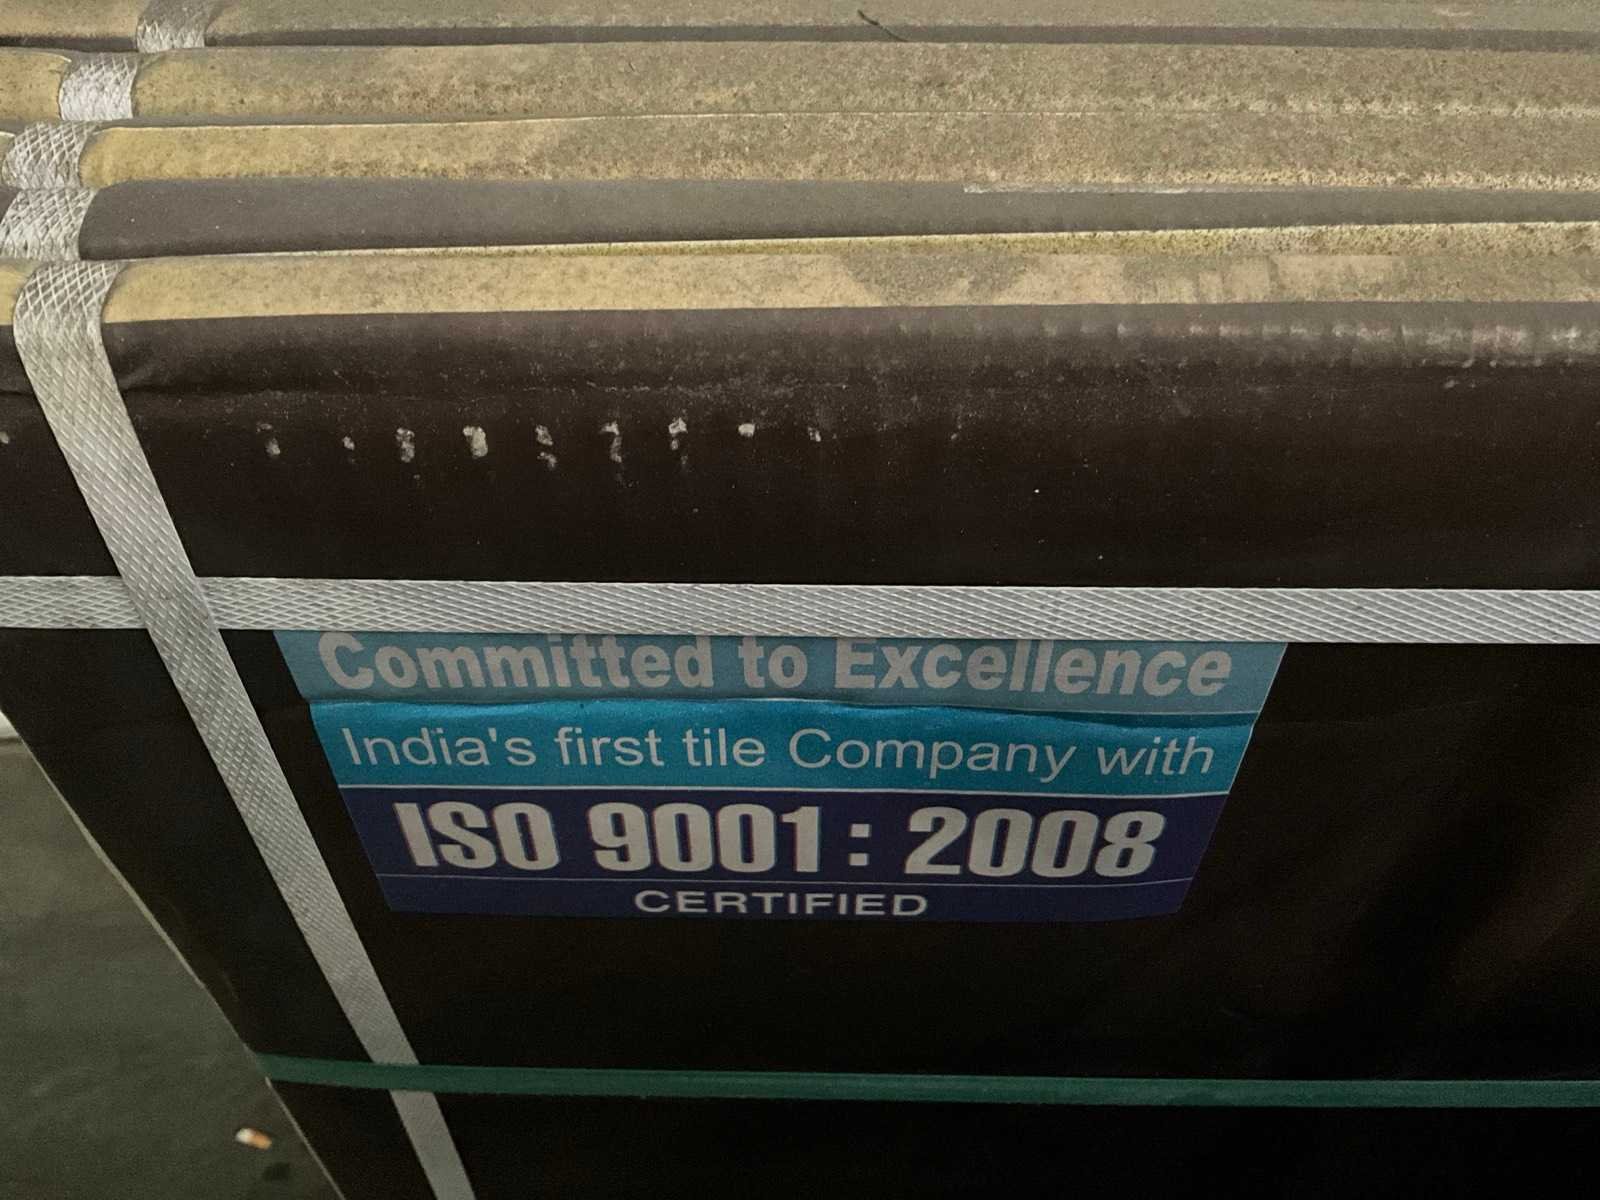 Committed to Excellence
India's first tile Company with
ISO 9001 : 2008
CERTIFIED